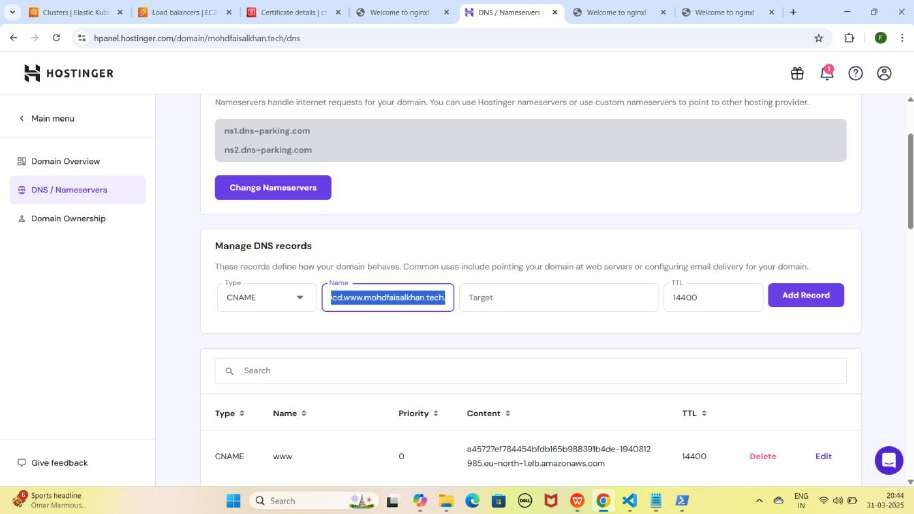 Clusters | Elastic Kub
Load balancers | EC2
Certificate details | c
Welcome to nginx!
DNS / Nameservers
Welcome to nginx!
Welcome to nginx!
hpanel.hostinger.com/domain/mohdfaisalkhan.tech/dns
F
HOSTINGER
1
Main menu
Domain Overview
DNS / Nameservers
Domain Ownership
Give feedback
Nameservers handle internet requests for your domain. You can use Hostinger nameservers or use custom nameservers to point to other hosting provider.
ns1.dns-parking.com
ns2.dns-parking.com
Change Nameservers
Manage DNS records
These records define how your domain behaves. Common uses include pointing your domain at web servers or configuring email delivery for your domain.
Type
CNAME
Name
cd.www.mohdfaisalkhan.tech.
Target
TTL
14400
Add Record
Search
Type
Name
Priority
Content
TTL
CNAME
www
0
a45727ef784454bfdb165b988391b4de-1940812
985.eu-north-1.elb.amazonaws.com
14400
Delete
Edit
6
Sports headline
Omar Marmous...
Search
DELL
ENG
IN
20:44
31-03-2025